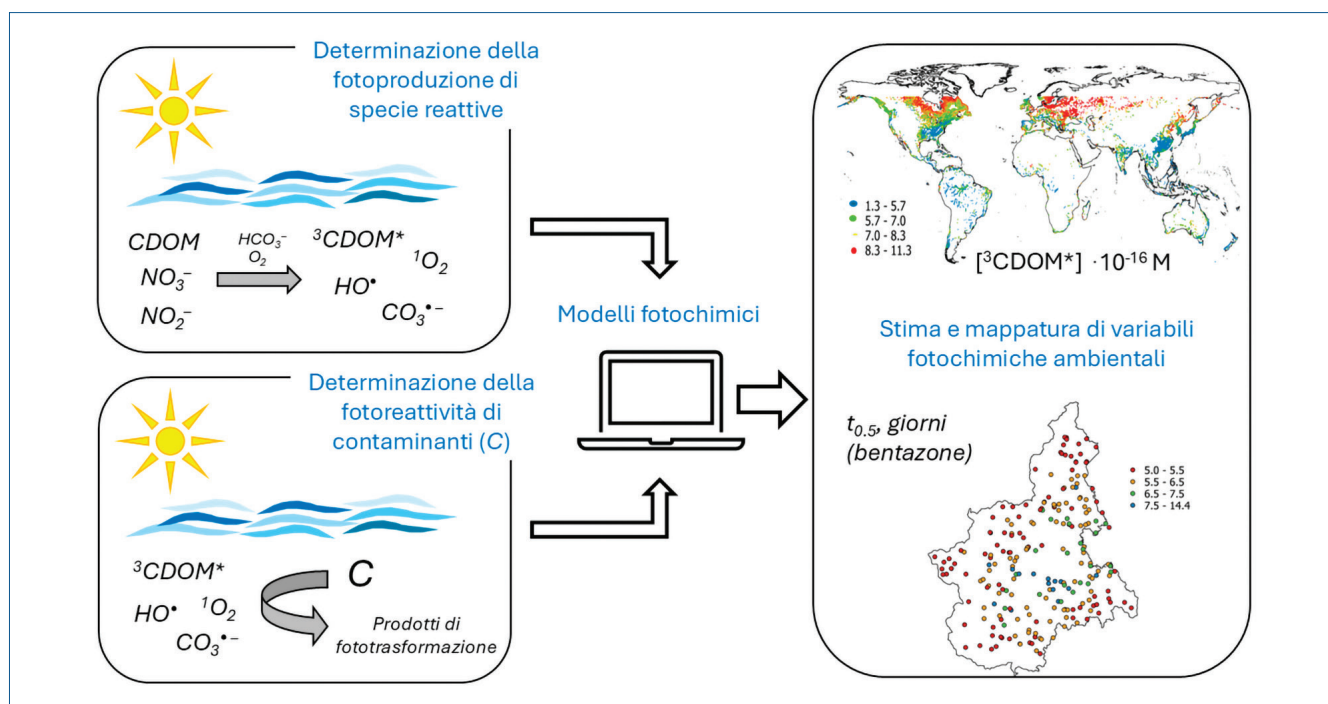 Determinazione della
fotoproduzione di
specie reattive
CDOM
NO₃⁻
NO₂⁻
HCO₃⁻
O₂
³CDOM*
¹O₂
HO•
CO₃•⁻
Determinazione della
fotoreattività di
contaminanti (C)
³CDOM*
HO•
¹O₂
CO₃•⁻
C
Prodotti di
fototrasformazione
Modelli fotochimici
1.3 - 5.7
5.7 - 7.0
7.0 - 8.3
8.3 - 11.3
[³CDOM*] ·10⁻¹⁶ M
Stima e mappatura di variabili
fotochimiche ambientali
t₀.₅, giorni
(bentazone)
5.0 - 5.5
5.5 - 6.5
6.5 - 7.5
7.5 - 14.4